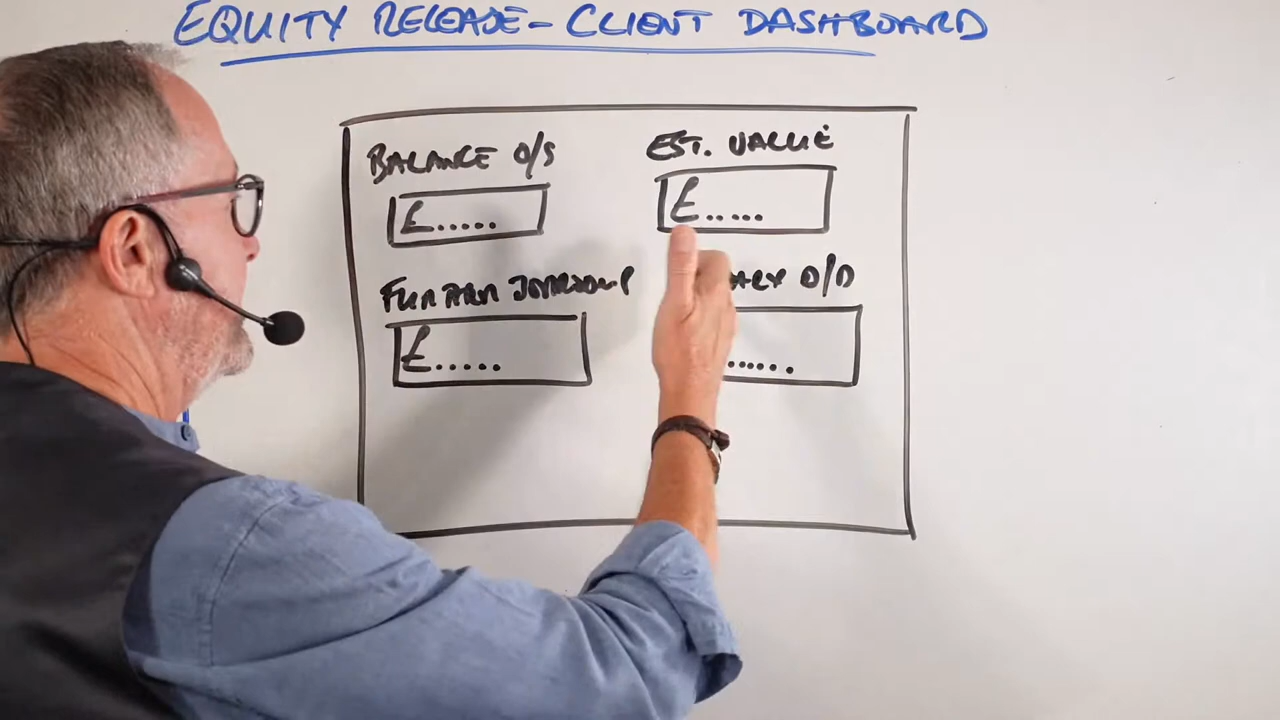 EQUITY RELEASE – CLIENT DASHBOARD
BALANCE O/S
£.....
EST. VALUE
£.....
£.....
O/D
......